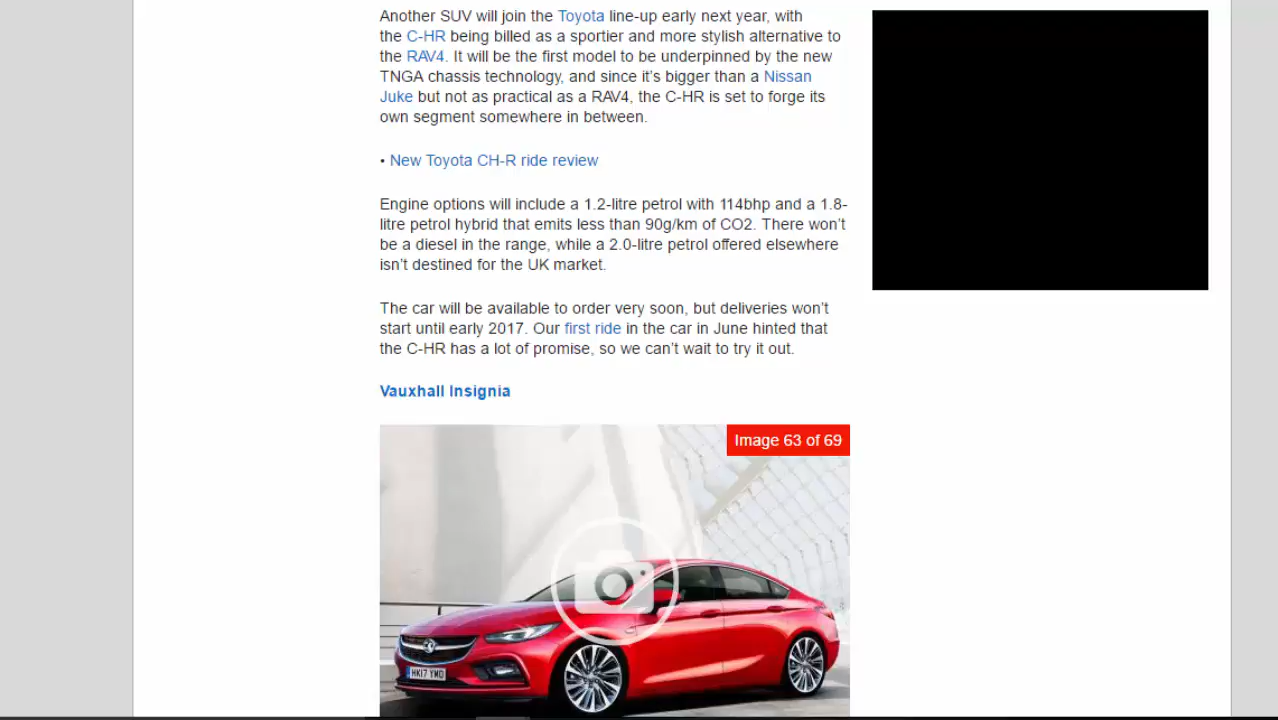 Another SUV will join the Toyota line-up early next year, with
the C-HR being billed as a sportier and more stylish alternative to
the RAV4. It will be the first model to be underpinned by the new
TNGA chassis technology, and since it's bigger than a Nissan
Juke but not as practical as a RAV4, the C-HR is set to forge its
own segment somewhere in between.
• New Toyota CH-R ride review
Engine options will include a 1.2-litre petrol with 114bhp and a 1.8-
litre petrol hybrid that emits less than 90g/km of CO2. There won't
be a diesel in the range, while a 2.0-litre petrol offered elsewhere
isn't destined for the UK market.
The car will be available to order very soon, but deliveries won't
start until early 2017. Our first ride in the car in June hinted that
the C-HR has a lot of promise, so we can't wait to try it out.
Vauxhall Insignia
Image 63 of 69
HK17 YMO